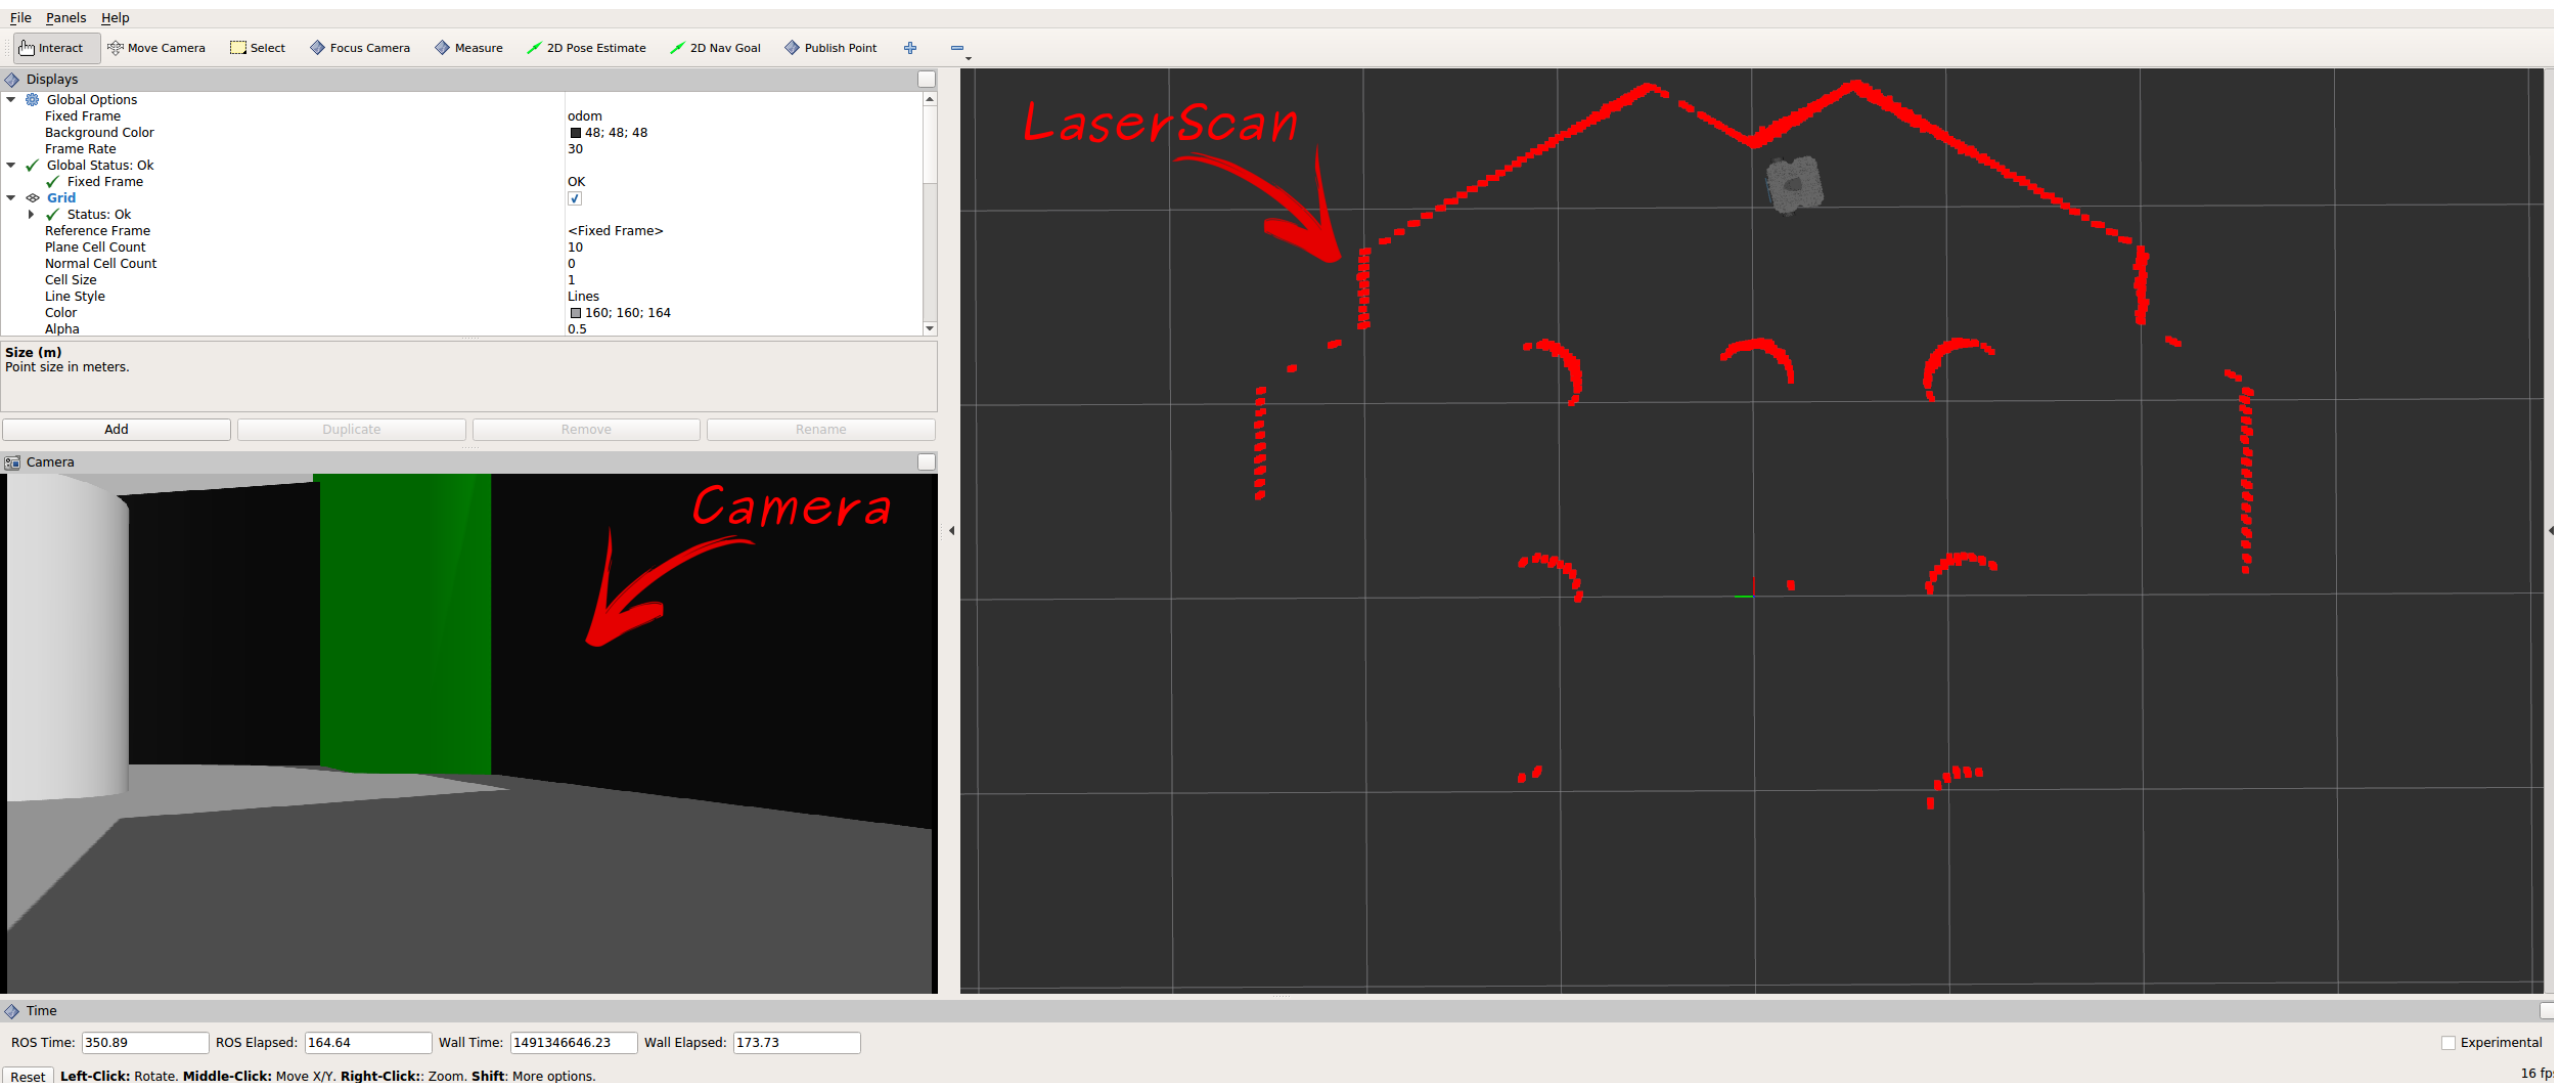 File Panels Help
Interact Move Camera Select Focus Camera Measure 2D Pose Estimate 2D Nav Goal Publish Point
Displays
Global Options
Fixed Frame odom
Background Color 48; 48; 48
Frame Rate 30
Global Status: Ok
Fixed Frame OK
Grid
Status: Ok
Reference Frame <Fixed Frame>
Plane Cell Count 10
Normal Cell Count 0
Cell Size 1
Line Style Lines
Color 160; 160; 164
Alpha 0.5
Size (m)
Point size in meters.
Add Duplicate Remove Rename
Camera
Camera
LaserScan
Time
ROS Time: 350.89 ROS Elapsed: 164.64 Wall Time: 1491346646.23 Wall Elapsed: 173.73 Experimental
Reset Left-Click: Rotate. Middle-Click: Move X/Y. Right-Click:: Zoom. Shift: More options. 16 fp